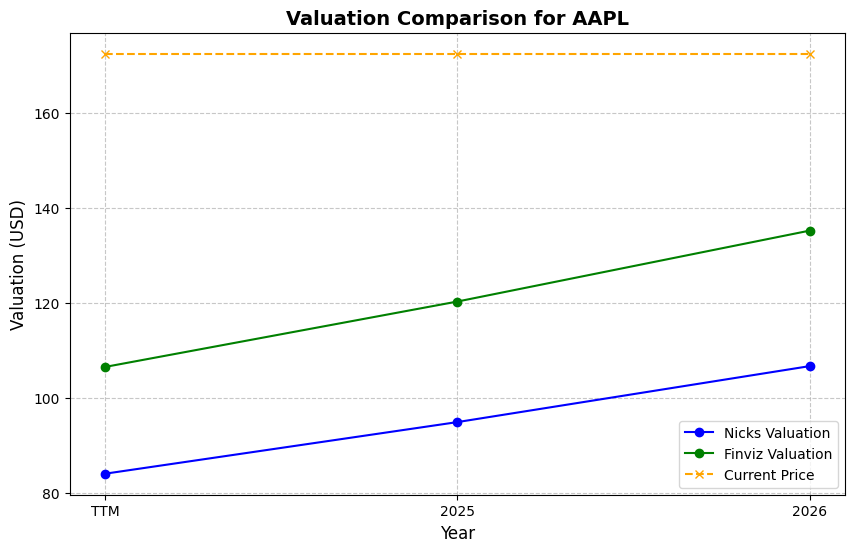 Valuation Comparison for AAPL
Valuation (USD)
160
140
120
100
80
TTM
2025
2026
Year
Nicks Valuation
Finviz Valuation
Current Price